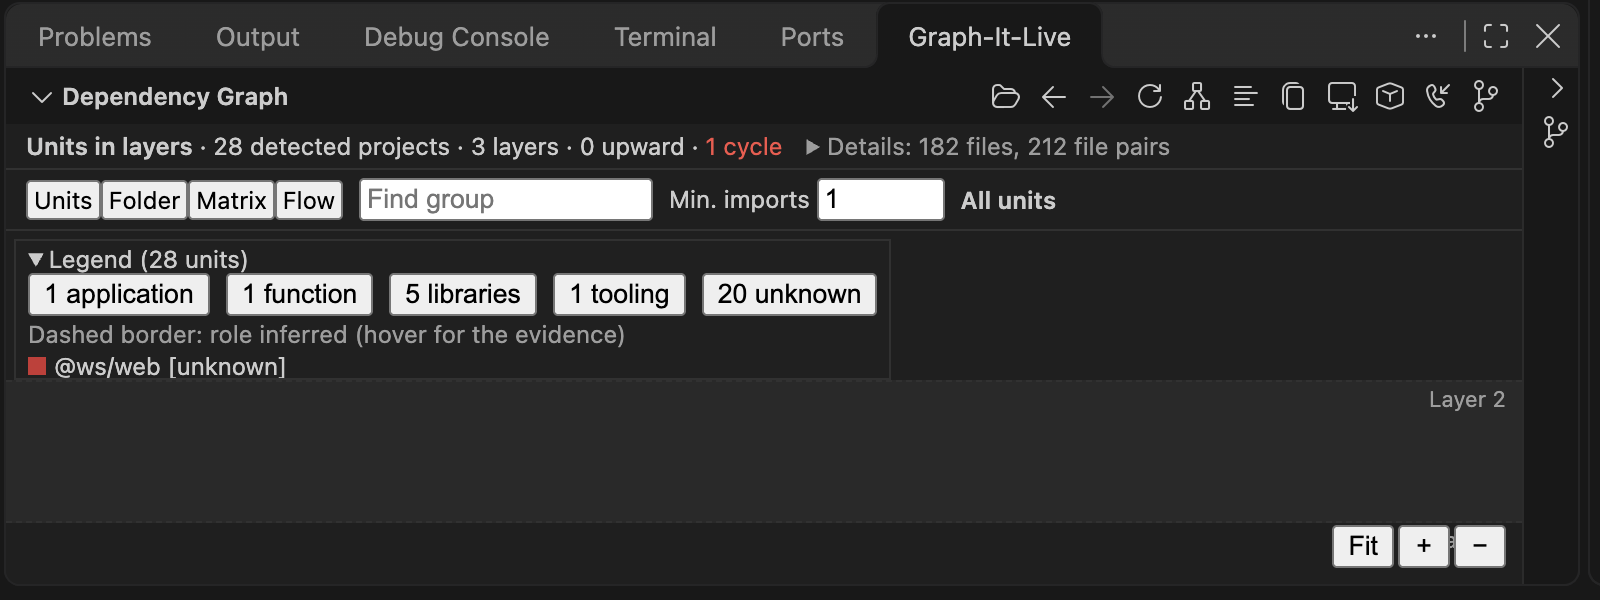 Problems Output Debug Console Terminal Ports Graph-It-Live
Dependency Graph
Units in layers · 28 detected projects · 3 layers · 0 upward · 1 cycle ▶ Details: 182 files, 212 file pairs
Units Folder Matrix Flow Find group Min. imports 1 All units
▼ Legend (28 units)
1 application 1 function 5 libraries 1 tooling 20 unknown
Dashed border: role inferred (hover for the evidence)
@ws/web [unknown]
Layer 2
Fit + −